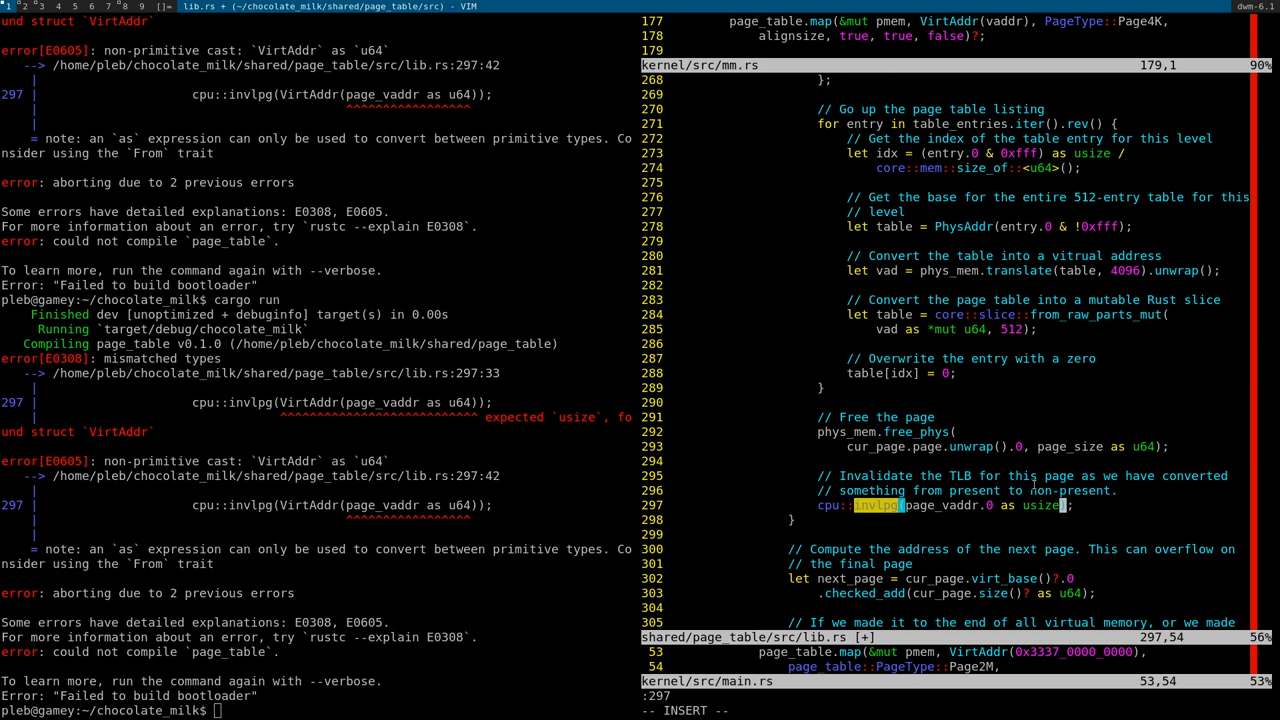 1 2 3 4 5 6 7 8 9 []= lib.rs + (~/chocolate_milk/shared/page_table/src) - VIM dwm-6.1
und struct `VirtAddr`
error[E0605]: non-primitive cast: `VirtAddr` as `u64`
--> /home/pleb/chocolate_milk/shared/page_table/src/lib.rs:297:42
|
297 | cpu::invlpg(VirtAddr(page_vaddr as u64));
| ^^^^^^^^^^^^^^^^^
|
= note: an `as` expression can only be used to convert between primitive types. Co
nsider using the `From` trait
error: aborting due to 2 previous errors
Some errors have detailed explanations: E0308, E0605.
For more information about an error, try `rustc --explain E0308`.
error: could not compile `page_table`.
To learn more, run the command again with --verbose.
Error: "Failed to build bootloader"
pleb@gamey:~/chocolate_milk$ cargo run
Finished dev [unoptimized + debuginfo] target(s) in 0.00s
Running `target/debug/chocolate_milk`
Compiling page_table v0.1.0 (/home/pleb/chocolate_milk/shared/page_table)
error[E0308]: mismatched types
--> /home/pleb/chocolate_milk/shared/page_table/src/lib.rs:297:33
|
297 | cpu::invlpg(VirtAddr(page_vaddr as u64));
| ^^^^^^^^^^^^^^^^^^^^^^^^^^^ expected `usize`, fo
und struct `VirtAddr`
error[E0605]: non-primitive cast: `VirtAddr` as `u64`
--> /home/pleb/chocolate_milk/shared/page_table/src/lib.rs:297:42
|
297 | cpu::invlpg(VirtAddr(page_vaddr as u64));
| ^^^^^^^^^^^^^^^^^
|
= note: an `as` expression can only be used to convert between primitive types. Co
nsider using the `From` trait
error: aborting due to 2 previous errors
Some errors have detailed explanations: E0308, E0605.
For more information about an error, try `rustc --explain E0308`.
error: could not compile `page_table`.
To learn more, run the command again with --verbose.
Error: "Failed to build bootloader"
pleb@gamey:~/chocolate_milk$
177 page_table.map(&mut pmem, VirtAddr(vaddr), PageType::Page4K,
178 alignsize, true, true, false)?;
179
kernel/src/mm.rs 179,1 90%
268 };
269
270 // Go up the page table listing
271 for entry in table_entries.iter().rev() {
272 // Get the index of the table entry for this level
273 let idx = (entry.0 & 0xfff) as usize /
274 core::mem::size_of::<u64>();
275
276 // Get the base for the entire 512-entry table for this
277 // level
278 let table = PhysAddr(entry.0 & !0xfff);
279
280 // Convert the table into a vitrual address
281 let vad = phys_mem.translate(table, 4096).unwrap();
282
283 // Convert the page table into a mutable Rust slice
284 let table = core::slice::from_raw_parts_mut(
285 vad as *mut u64, 512);
286
287 // Overwrite the entry with a zero
288 table[idx] = 0;
289 }
290
291 // Free the page
292 phys_mem.free_phys(
293 cur_page.page.unwrap().0, page_size as u64);
294
295 // Invalidate the TLB for this page as we have converted
296 // something from present to non-present.
297 cpu::invlpg(page_vaddr.0 as usize);
298 }
299
300 // Compute the address of the next page. This can overflow on
301 // the final page
302 let next_page = cur_page.virt_base()?.0
303 .checked_add(cur_page.size()? as u64);
304
305 // If we made it to the end of all virtual memory, or we made
shared/page_table/src/lib.rs [+] 297,54 56%
53 page_table.map(&mut pmem, VirtAddr(0x3337_0000_0000),
54 page_table::PageType::Page2M,
kernel/src/main.rs 53,54 53%
:297
-- INSERT --